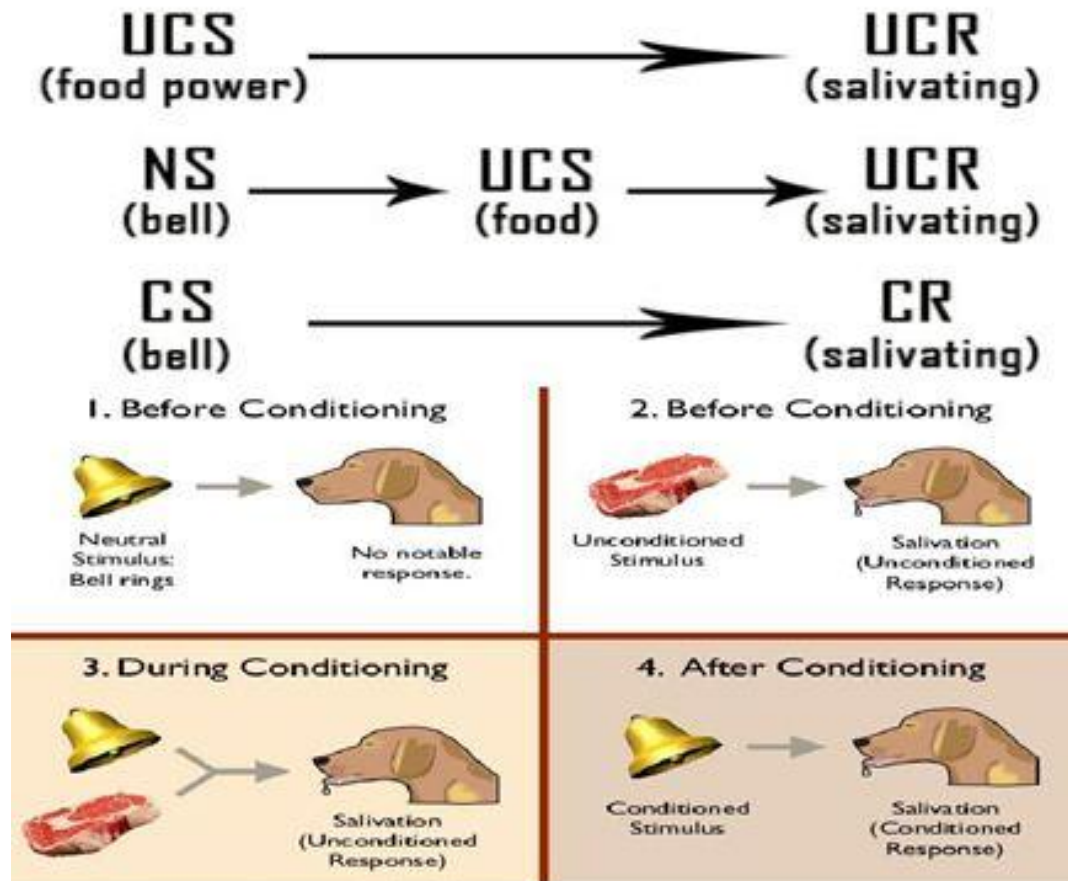 UCS UCR
(food power) (salivating)
NS UCS UCR
(bell) (food) (salivating)
CS CR
(bell) (salivating)
1. Before Conditioning
Neutral
Stimulus:
Bell rings
No notable
response.
2. Before Conditioning
Unconditioned
Stimulus
Salivation
(Unconditioned
Response)
3. During Conditioning
Salivation
(Unconditioned
Response)
4. After Conditioning
Conditioned
Stimulus
Salivation
(Conditioned
Response)